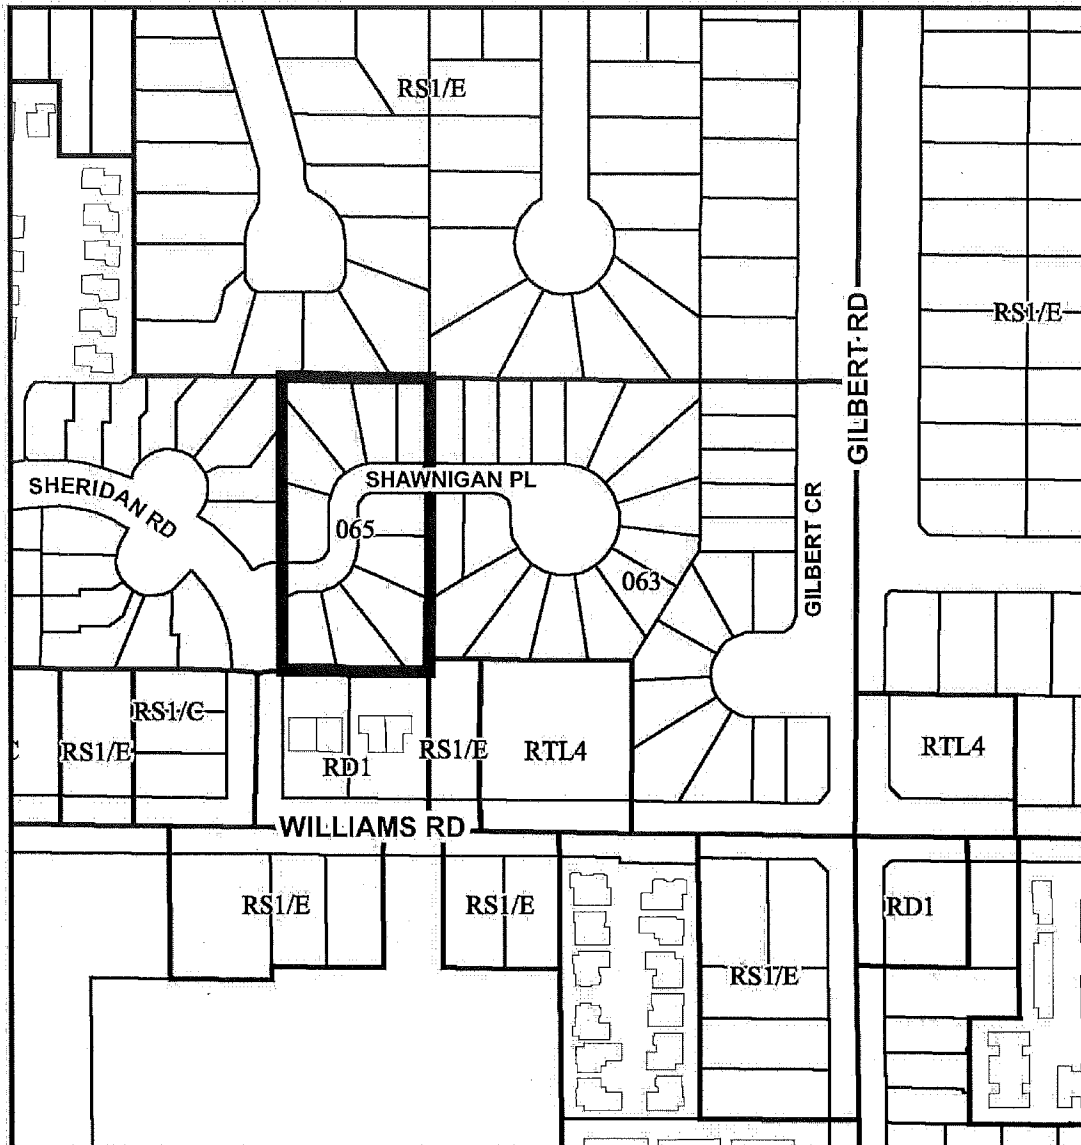 RS1/E
RS1/E
GILBERT RD
SHAWNIGAN PL
SHERIDAN RD
065
GILBERT CR
063
RS1/C
C
RS1/E
RD1
RS1/E
RTL4
RTL4
WILLIAMS RD
RS1/E
RS1/E
RD1
RS1/E